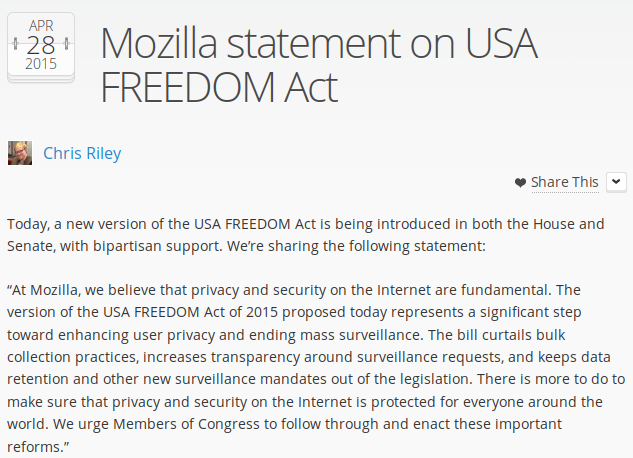 APR
28
2015
Mozilla statement on USA
FREEDOM Act
Chris Riley
Share This
Today, a new version of the USA FREEDOM Act is being introduced in both the House and
Senate, with bipartisan support. We’re sharing the following statement:
“At Mozilla, we believe that privacy and security on the Internet are fundamental. The
version of the USA FREEDOM Act of 2015 proposed today represents a significant step
toward enhancing user privacy and ending mass surveillance. The bill curtails bulk
collection practices, increases transparency around surveillance requests, and keeps data
retention and other new surveillance mandates out of the legislation. There is more to do to
make sure that privacy and security on the Internet is protected for everyone around the
world. We urge Members of Congress to follow through and enact these important
reforms.”